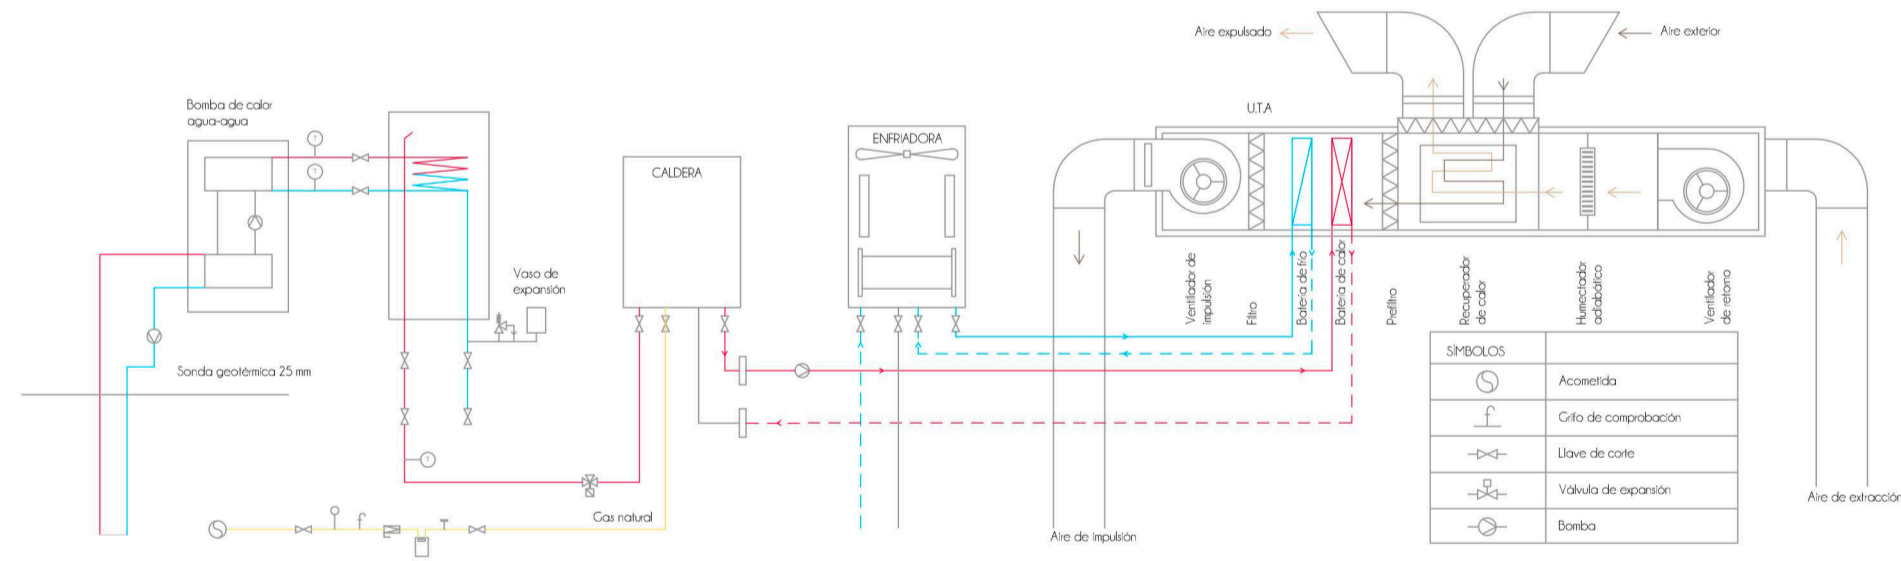 Aire expulsado
Aire exterior
U.T.A
Bomba de calor
agua-agua
T
T
ENFRIADORA
CALDERA
Vaso de
expansión
Sonda geotérmica 25 mm
T
Gas natural
Ventilador de
impulsión
Filtro
Batería de frío
Batería de calor
Prefiltro
Recuperador
de calor
Humectador
adiabático
Ventilador
de retorno
SÍMBOLOS
Acometida
Grifo de comprobación
Llave de corte
Válvula de expansión
Bomba
Aire de impulsión
Aire de extracción